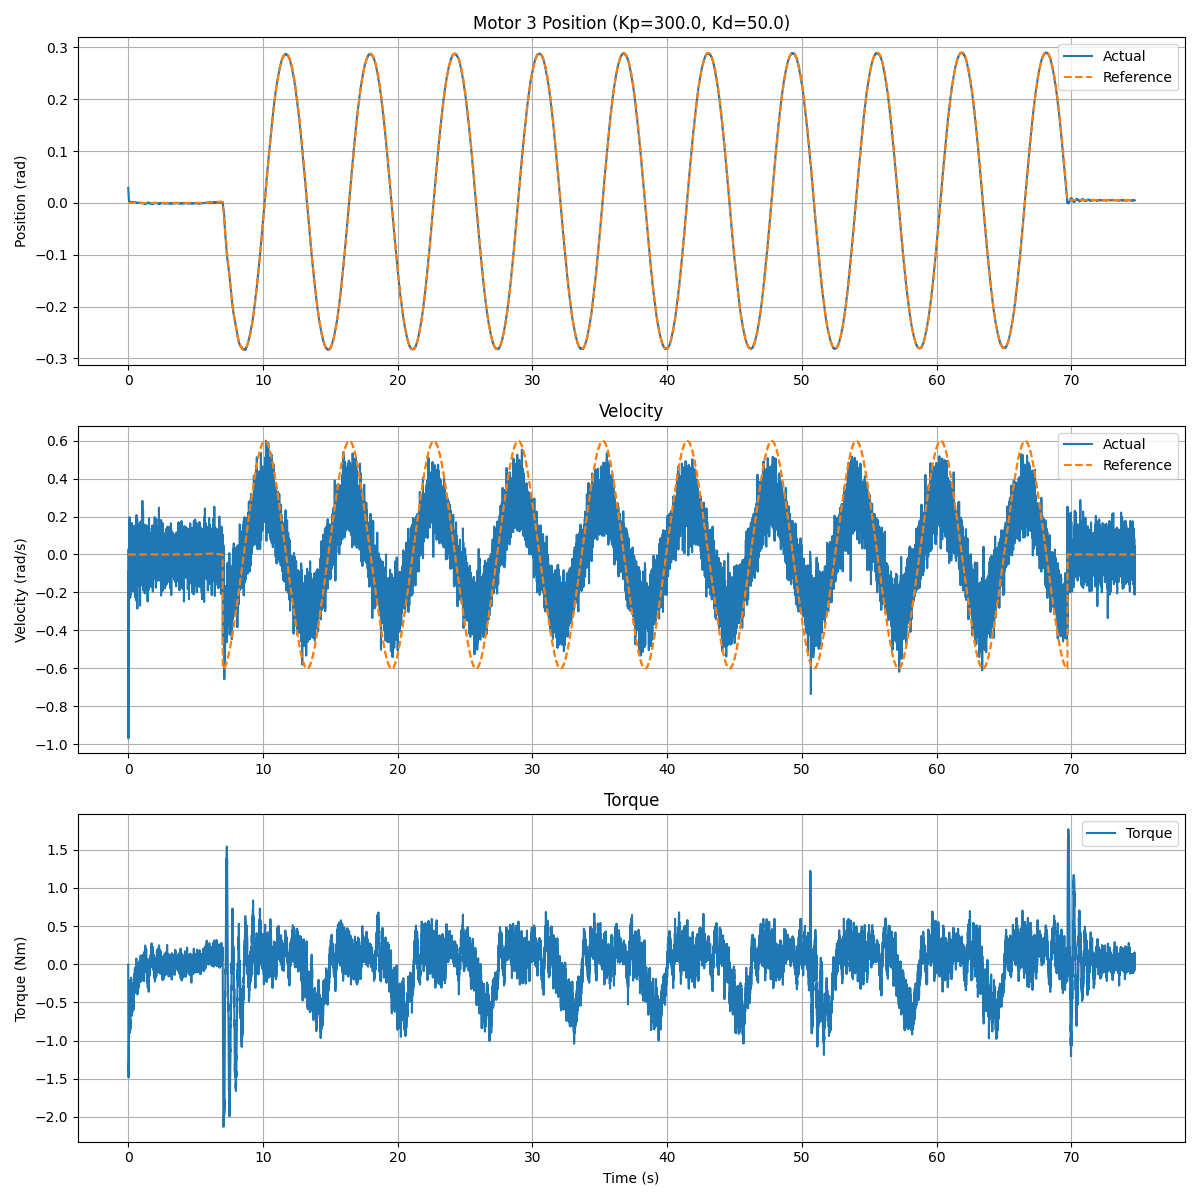 Motor 3 Position (Kp=300.0, Kd=50.0)
Position (rad)
0.3
0.2
0.1
0.0
−0.1
−0.2
−0.3
Actual
Reference
0 10 20 30 40 50 60 70
Velocity
Velocity (rad/s)
0.6
0.4
0.2
0.0
−0.2
−0.4
−0.6
−0.8
−1.0
Actual
Reference
0 10 20 30 40 50 60 70
Torque
Torque (Nm)
1.5
1.0
0.5
0.0
−0.5
−1.0
−1.5
−2.0
Torque
0 10 20 30 40 50 60 70
Time (s)